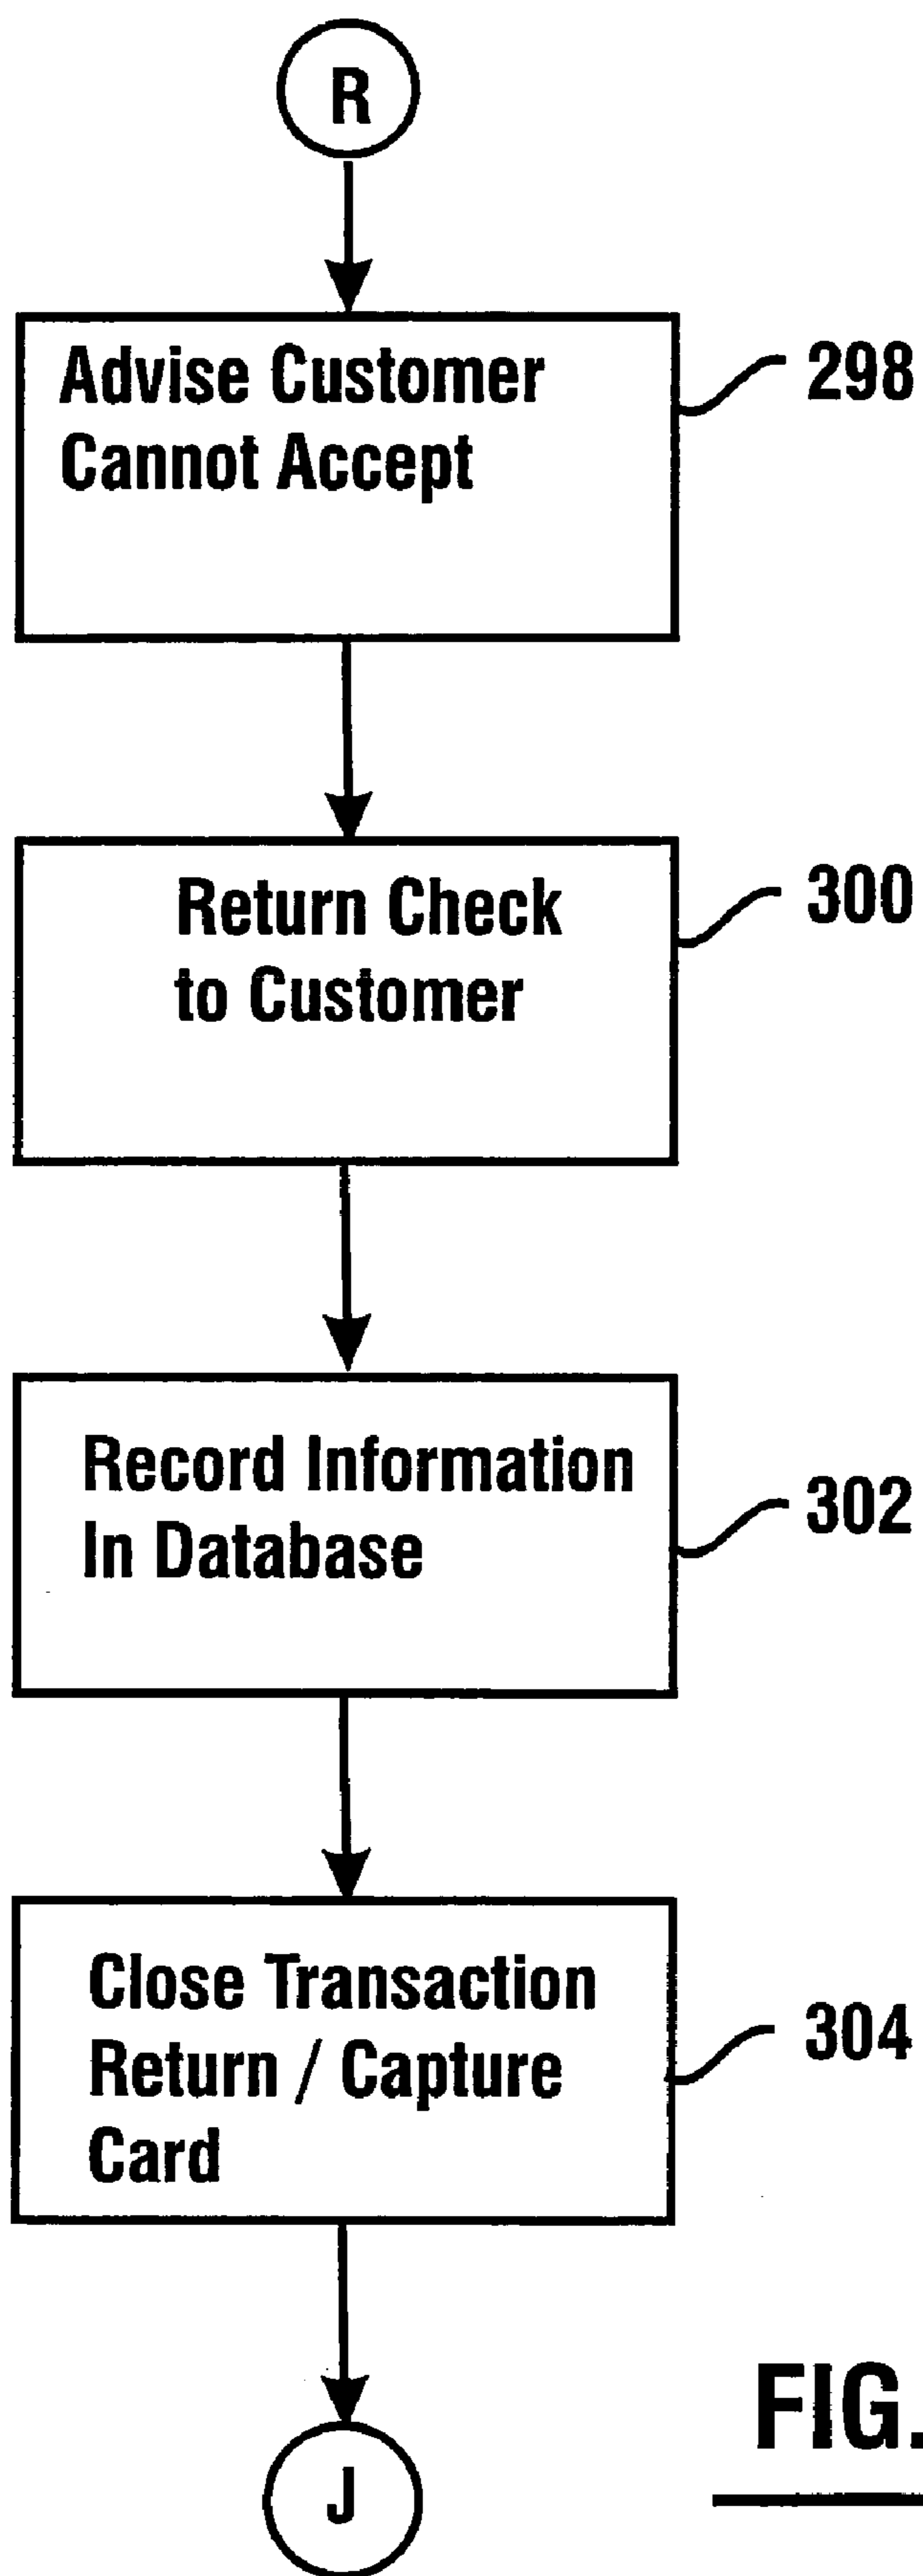 R
Advise Customer
Cannot Accept
298
Return Check
to Customer
300
Record Information
In Database
302
Close Transaction
Return / Capture
Card
304
FIG.
J